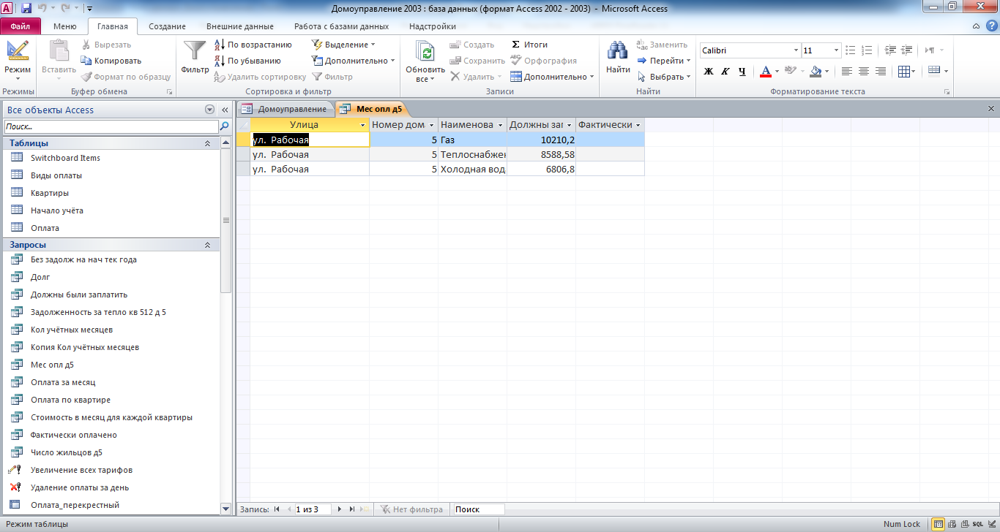 Домоуправление 2003 : база данных (формат Access 2002 - 2003) - Microsoft Access
Файл Меню Главная Создание Внешние данные Работа с базами данных Надстройки
Режим
Режимы
Вставить
Вырезать
Копировать
Формат по образцу
Буфер обмена
Фильтр
По возрастанию
По убыванию
Удалить сортировку
Выделение
Дополнительно
Фильтр
Сортировка и фильтр
Обновить все
Создать
Сохранить
Удалить
Итоги
Орфография
Дополнительно
Записи
Найти
Заменить
Перейти
Выбрать
Найти
Calibri 11
Ж К Ч А
Форматирование текста
Все объекты Access
Поиск...
Таблицы
Switchboard Items
Виды оплаты
Квартиры
Начало учёта
Оплата
Запросы
Без задолж на нач тек года
Долг
Должны были заплатить
Задолженность за тепло кв 512 д 5
Кол учётных месяцев
Копия Кол учётных месяцев
Мес опл д5
Оплата за месяц
Оплата по квартире
Стоимость в месяц для каждой квартиры
Фактически оплачено
Число жильцов д5
Увеличение всех тарифов
Удаление оплаты за день
Оплата_перекрестный
Домоуправление Мес опл д5
Улица Номер дом Наименова Должны заг Фактически
ул. Рабочая 5 Газ 10210,2
ул. Рабочая 5 Теплоснабжен 8588,58
ул. Рабочая 5 Холодная вод 6806,8
Запись: 1 из 3 Нет фильтра Поиск
Режим таблицы Num Lock SQL